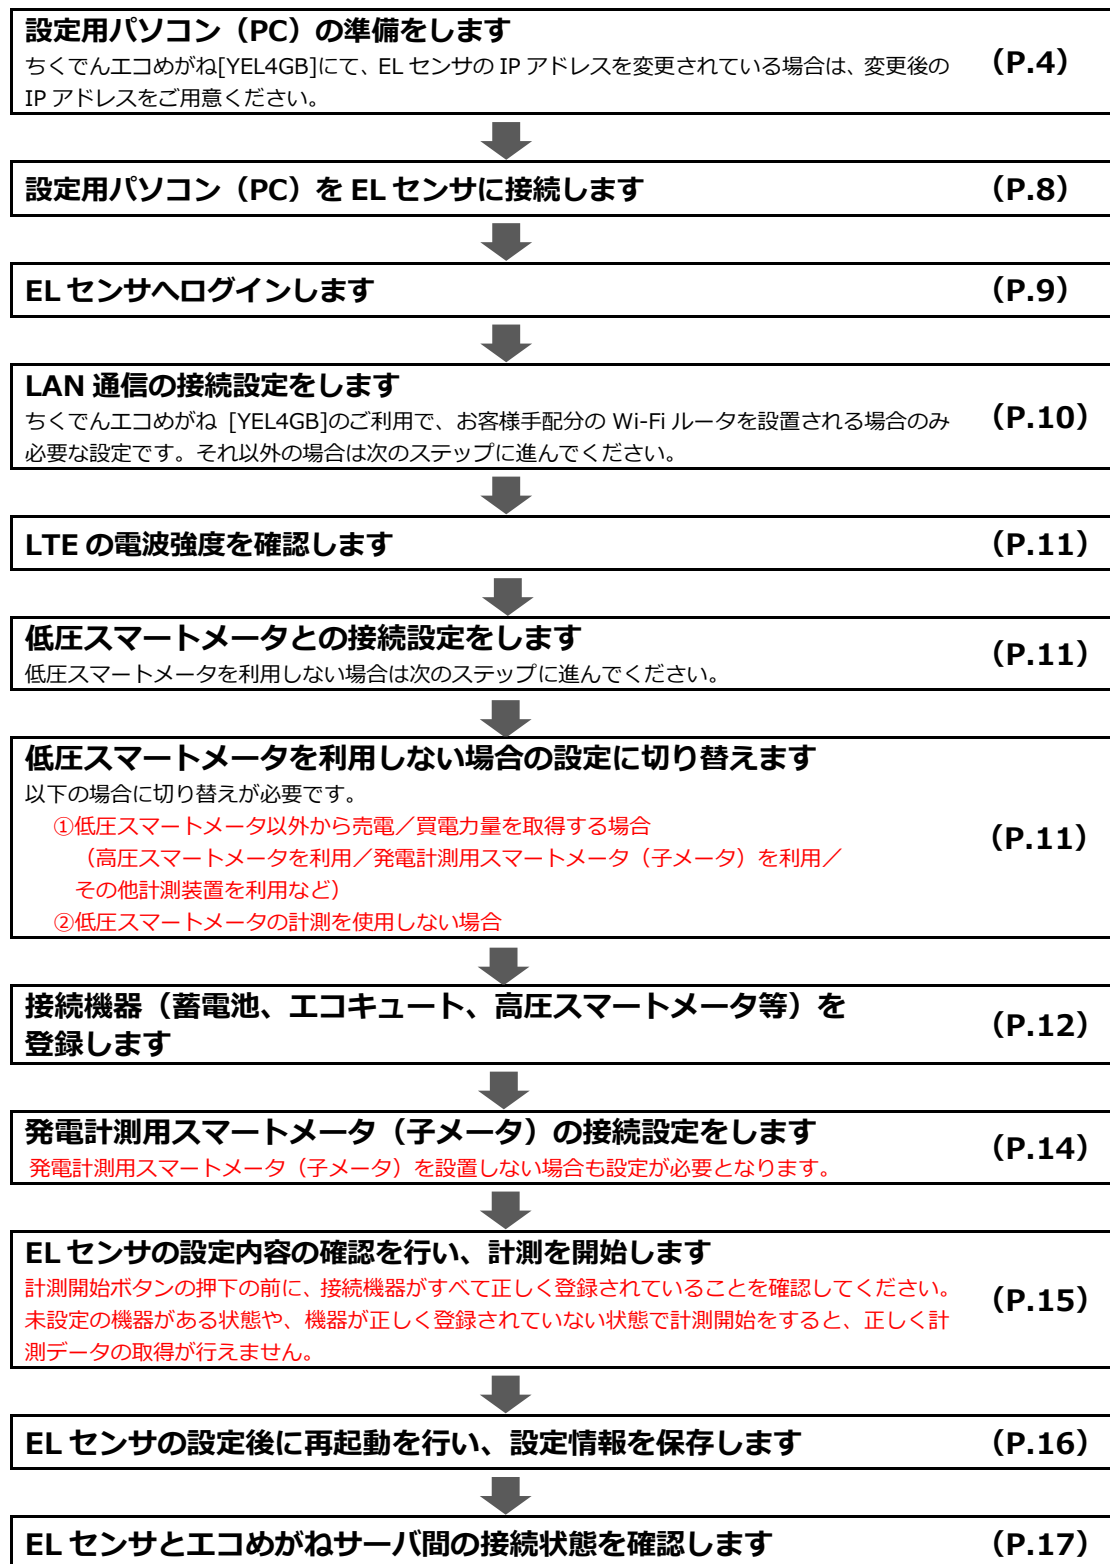 設定用パソコン（PC）の準備をします
ちくでんエコめがね[YEL4GB]にて、EL センサの IP アドレスを変更されている場合は、変更後の
IP アドレスをご用意ください。
（P.4）
設定用パソコン（PC）を EL センサに接続します
（P.8）
EL センサへログインします
（P.9）
LAN 通信の接続設定をします
ちくでんエコめがね [YEL4GB]のご利用で、お客様手配分の Wi-Fi ルータを設置される場合のみ
必要な設定です。それ以外の場合は次のステップに進んでください。
（P.10）
LTE の電波強度を確認します
（P.11）
低圧スマートメータとの接続設定をします
低圧スマートメータを利用しない場合は次のステップに進んでください。
（P.11）
低圧スマートメータを利用しない場合の設定に切り替えます
以下の場合に切り替えが必要です。
①低圧スマートメータ以外から売電／買電力量を取得する場合
（高圧スマートメータを利用／発電計測用スマートメータ（子メータ）を利用／
その他計測装置を利用など）
②低圧スマートメータの計測を使用しない場合
（P.11）
接続機器（蓄電池、エコキュート、高圧スマートメータ等）を
登録します
（P.12）
発電計測用スマートメータ（子メータ）の接続設定をします
発電計測用スマートメータ（子メータ）を設置しない場合も設定が必要となります。
（P.14）
EL センサの設定内容の確認を行い、計測を開始します
計測開始ボタンの押下の前に、接続機器がすべて正しく登録されていることを確認してください。
未設定の機器がある状態や、機器が正しく登録されていない状態で計測開始をすると、正しく計
測データの取得が行えません。
（P.15）
EL センサの設定後に再起動を行い、設定情報を保存します
（P.16）
EL センサとエコめがねサーバ間の接続状態を確認します
（P.17）